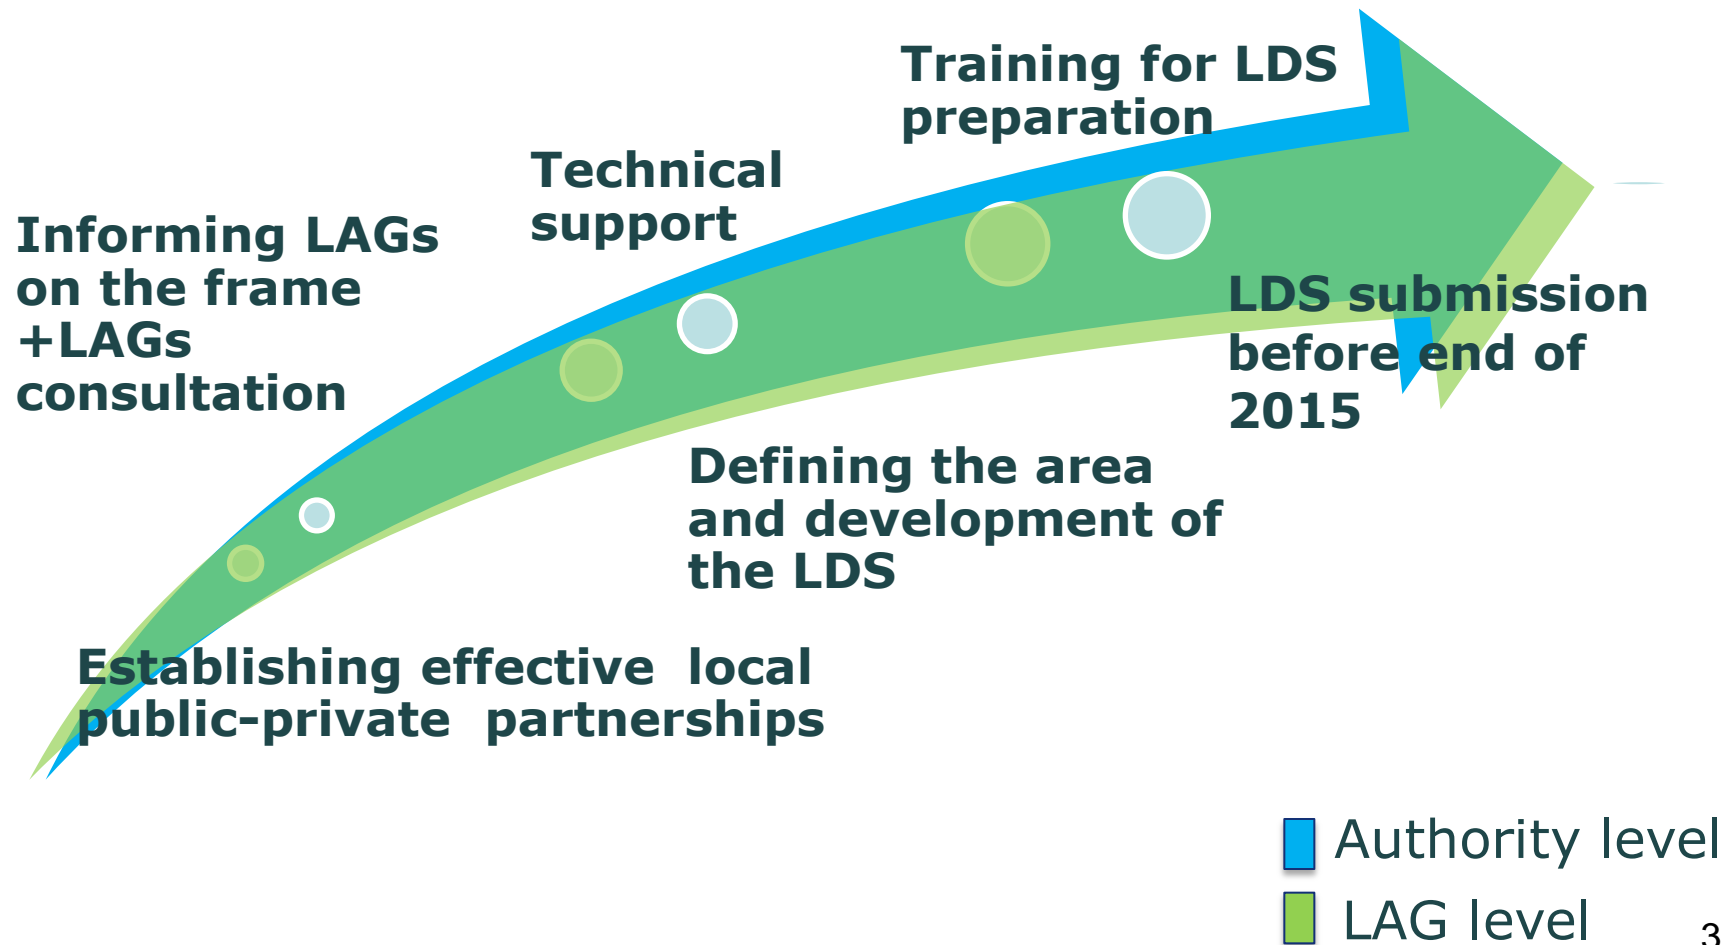 Training for LDS
preparation
Technical
support
Informing LAGs
on the frame
+LAGs
consultation
LDS submission
before end of
2015
Defining the area
and development of
the LDS
Establishing effective  local
public-private  partnerships
Authority level
LAG level
3